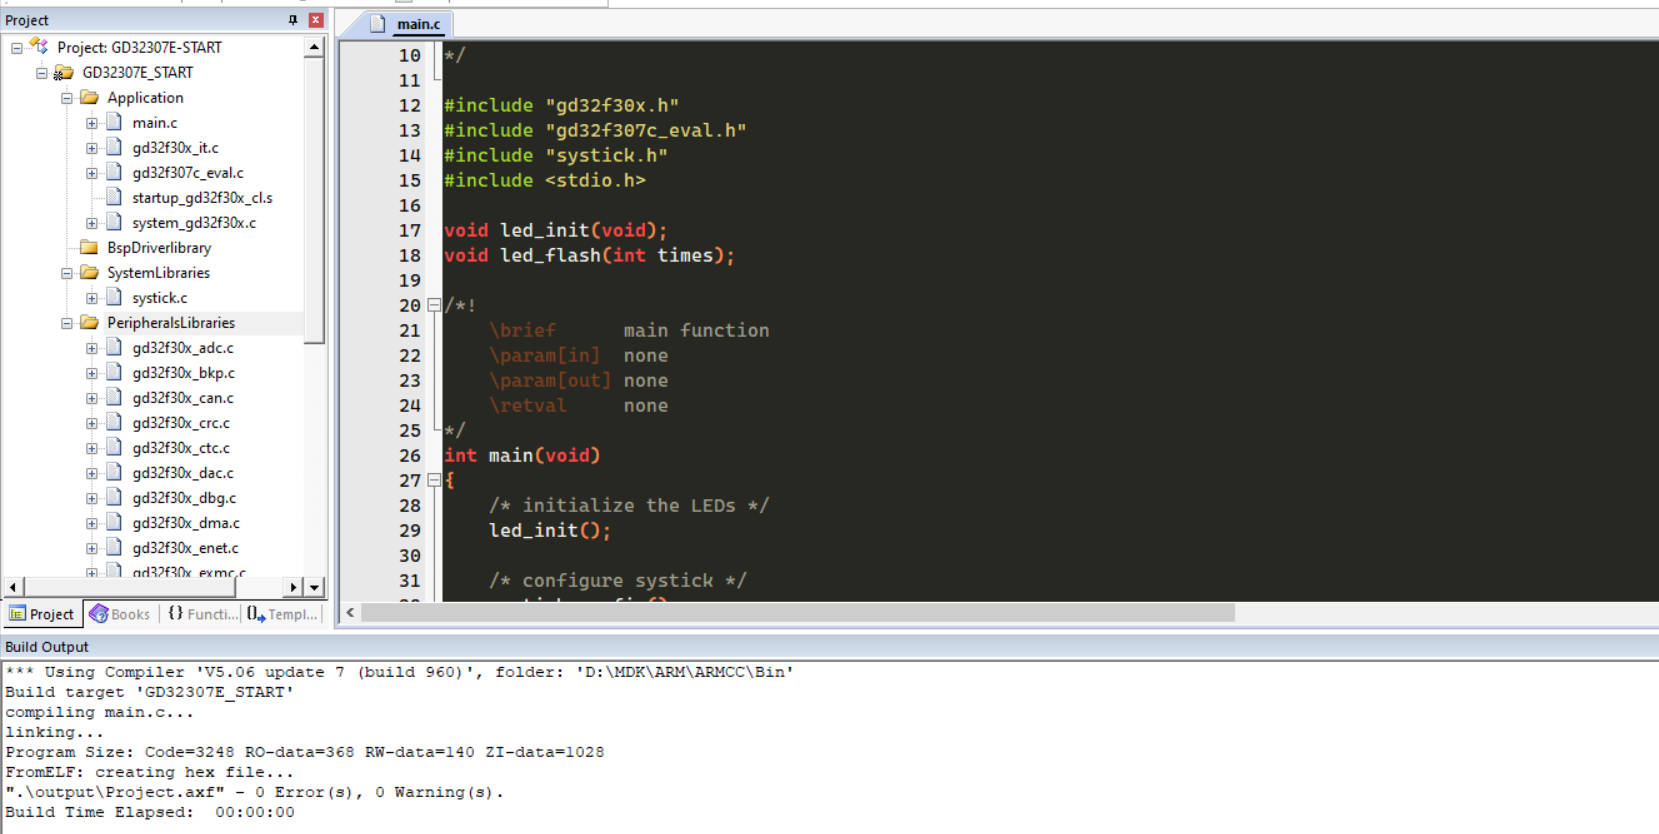 Project
Project: GD32307E-START
GD32307E_START
Application
main.c
gd32f30x_it.c
gd32f307c_eval.c
startup_gd32f30x_cl.s
system_gd32f30x.c
BspDriverlibrary
SystemLibraries
systick.c
PeripheralsLibraries
gd32f30x_adc.c
gd32f30x_bkp.c
gd32f30x_can.c
gd32f30x_crc.c
gd32f30x_ctc.c
gd32f30x_dac.c
gd32f30x_dbg.c
gd32f30x_dma.c
gd32f30x_enet.c
gd32f30x_exmc.c
Project Books {} Functi... Templ...
main.c
10 */
11
12 #include "gd32f30x.h"
13 #include "gd32f307c_eval.h"
14 #include "systick.h"
15 #include <stdio.h>
16
17 void led_init(void);
18 void led_flash(int times);
19
20 /*!
21 \brief main function
22 \param[in] none
23 \param[out] none
24 \retval none
25 */
26 int main(void)
27 {
28 /* initialize the LEDs */
29 led_init();
30
31 /* configure systick */
Build Output
*** Using Compiler 'V5.06 update 7 (build 960)', folder: 'D:\MDK\ARM\ARMCC\Bin'
Build target 'GD32307E_START'
compiling main.c...
linking...
Program Size: Code=3248 RO-data=368 RW-data=140 ZI-data=1028
FromELF: creating hex file...
".\output\Project.axf" - 0 Error(s), 0 Warning(s).
Build Time Elapsed: 00:00:00